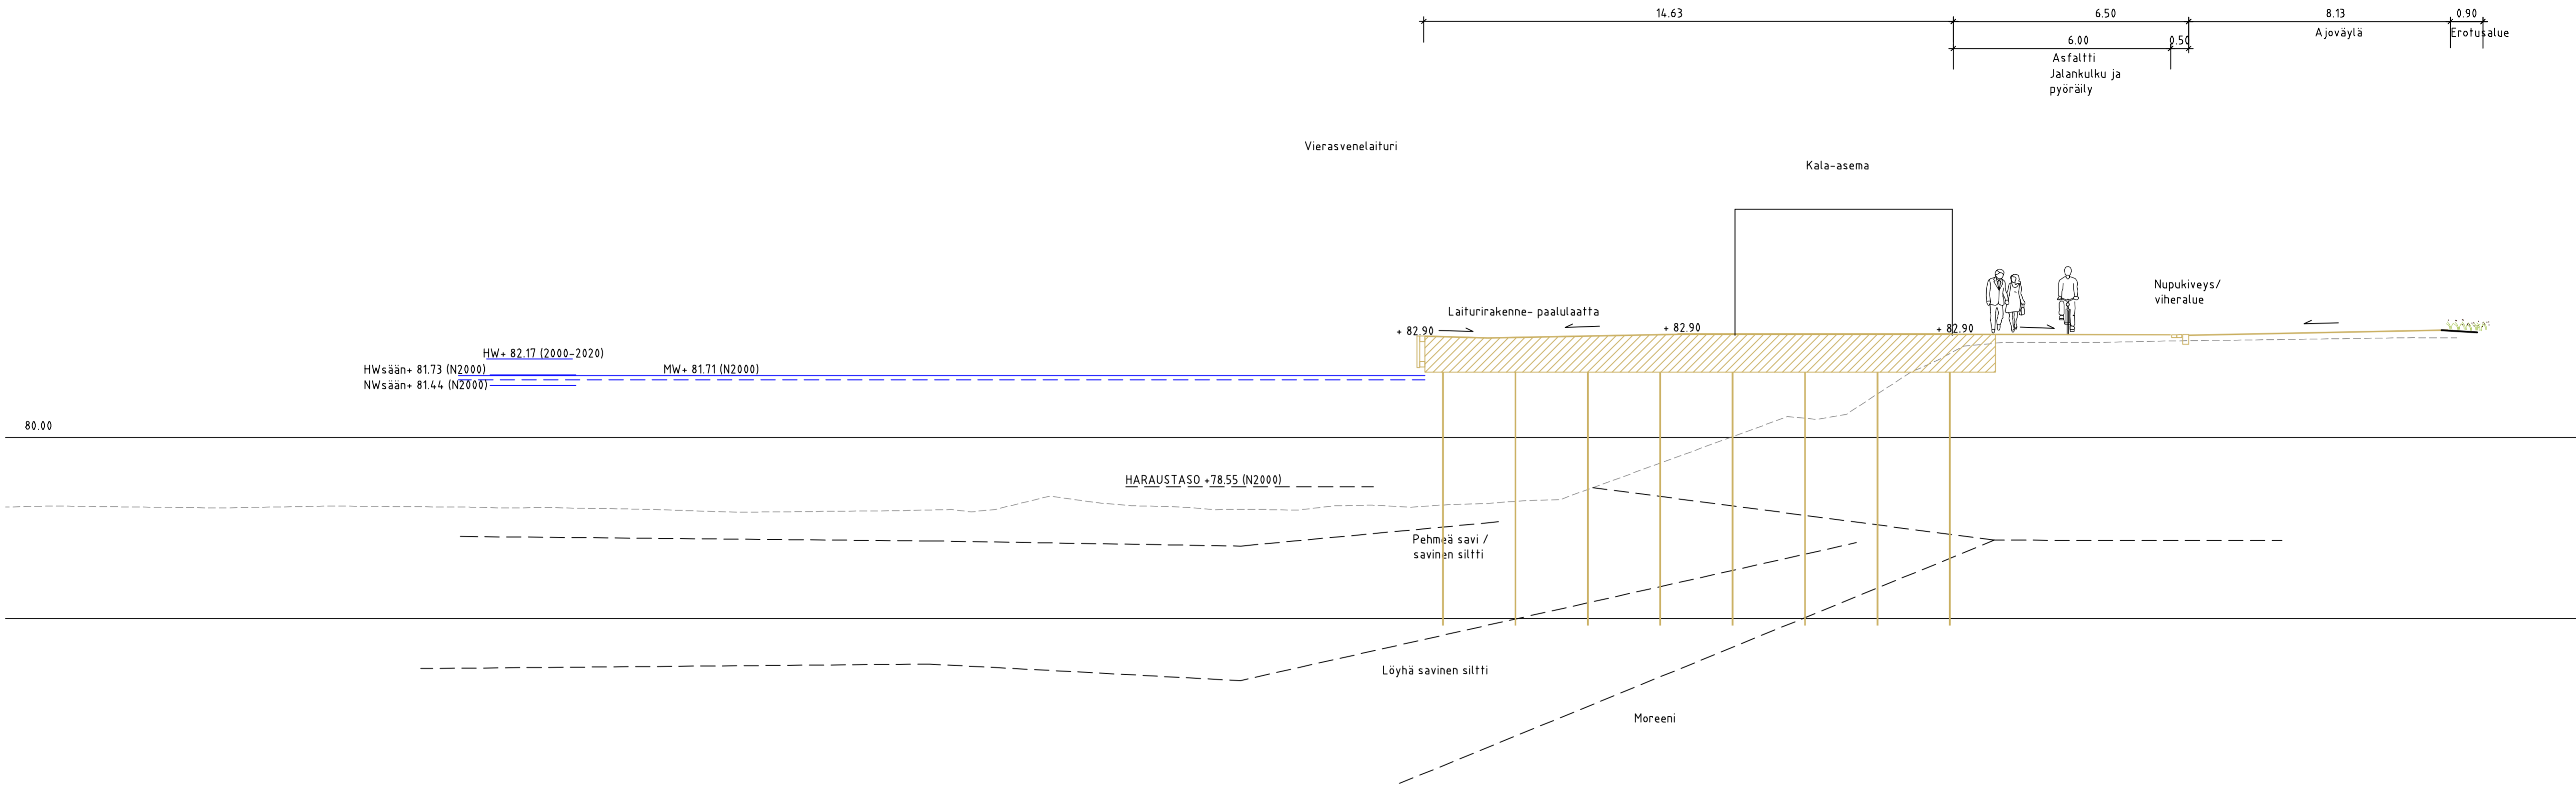 14.63
6.50
8.13
0.90
Ajoväylä
Erotusalue
6.00
0.50
Asfaltti
Jalankulku ja
pyöräily
Vierasvenelaituri
Kala-asema
Nupukiveys/
viheralue
Laiturirakenne- paalulaatta
+ 82.90
+ 82.90
+ 82.90
HW+ 82.17 (2000-2020)
HWsään+ 81.73 (N2000)
MW+ 81.71 (N2000)
NWsään+ 81.44 (N2000)
80.00
HARAUSTASO +78.55 (N2000)
Pehmeä savi /
savinen siltti
Löyhä savinen siltti
Moreeni